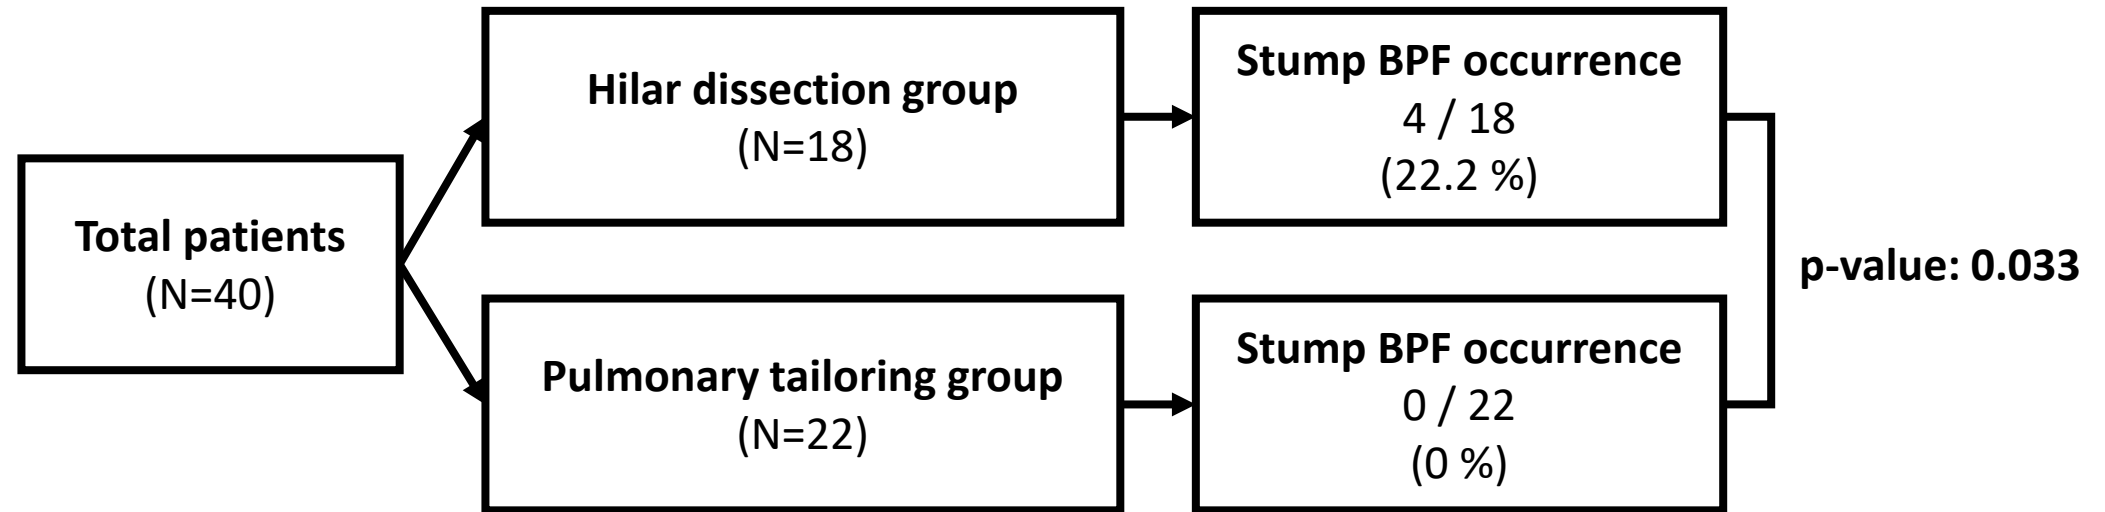 Total patients
(N=40)
Hilar dissection group
(N=18)
Stump BPF occurrence
4 / 18
(22.2 %)
Pulmonary tailoring group
(N=22)
Stump BPF occurrence
0 / 22
(0 %)
p-value: 0.033